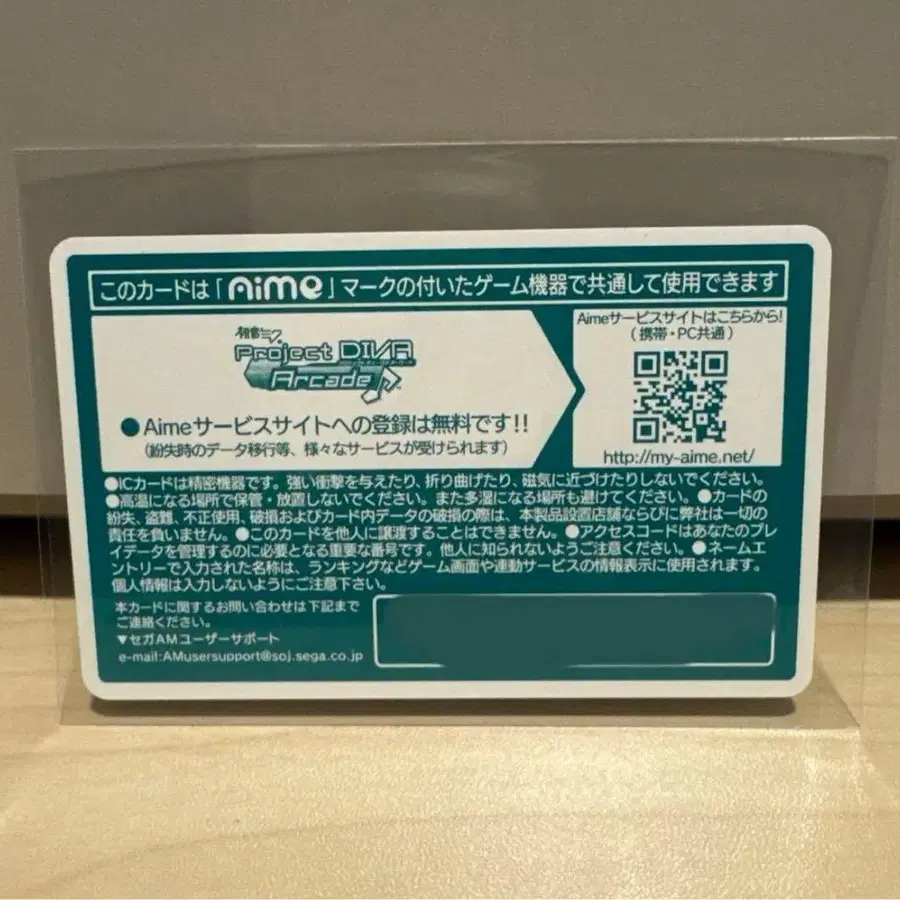 このカードは「Aime」マークの付いたゲーム機器で共通して使用できます
初音ミク
Project DIVA
Arcade
●Aimeサービスサイトへの登録は無料です!!
(紛失時のデータ移行等、様々なサービスが受けられます)
Aimeサービスサイトはこちらから!
(携帯・PC共通)
http://my-aime.net/
●ICカードは精密機器です。強い衝撃を与えたり、折り曲げたり、磁気に近づけたりしないでください。
●高温になる場所で保管・放置しないでください。また多湿になる場所も避けてください。●カードの
紛失、盗難、不正使用、破損およびカード内データの破損の際は、本製品設置店舗ならびに弊社は一切の
責任を負いません。●このカードを他人に譲渡することはできません。●アクセスコードはあなたのプレ
イデータを管理するのに必要となる重要な番号です。他人に知られないようご注意ください。●ネームエ
ントリーで入力された名称は、ランキングなどゲーム画面や連動サービスの情報表示に使用されます。
個人情報は入力しないようにご注意下さい。
本カードに関するお問い合わせは下記まで
ご連絡ください。
▼セガAMユーザーサポート
e-mail:AMusersupport@soj.sega.co.jp